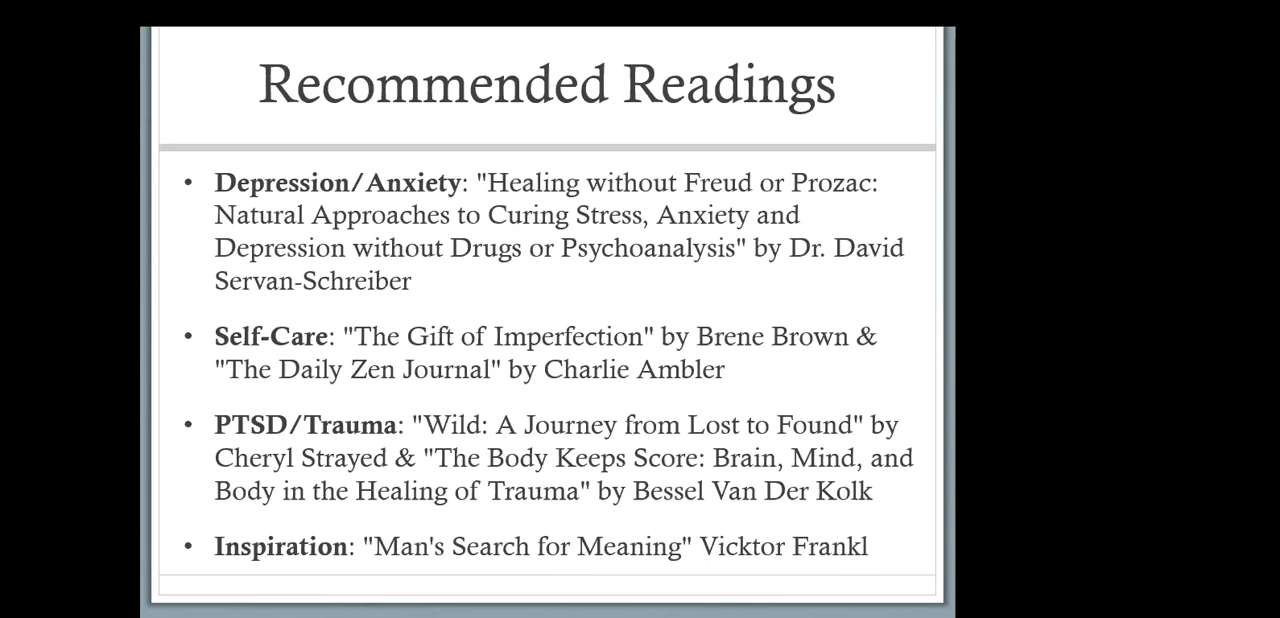 Recommended Readings
• Depression/Anxiety: "Healing without Freud or Prozac:
Natural Approaches to Curing Stress, Anxiety and
Depression without Drugs or Psychoanalysis" by Dr. David
Servan-Schreiber
• Self-Care: "The Gift of Imperfection" by Brene Brown &
"The Daily Zen Journal" by Charlie Ambler
• PTSD/Trauma: "Wild: A Journey from Lost to Found" by
Cheryl Strayed & "The Body Keeps Score: Brain, Mind, and
Body in the Healing of Trauma" by Bessel Van Der Kolk
• Inspiration: "Man's Search for Meaning" Vicktor Frankl